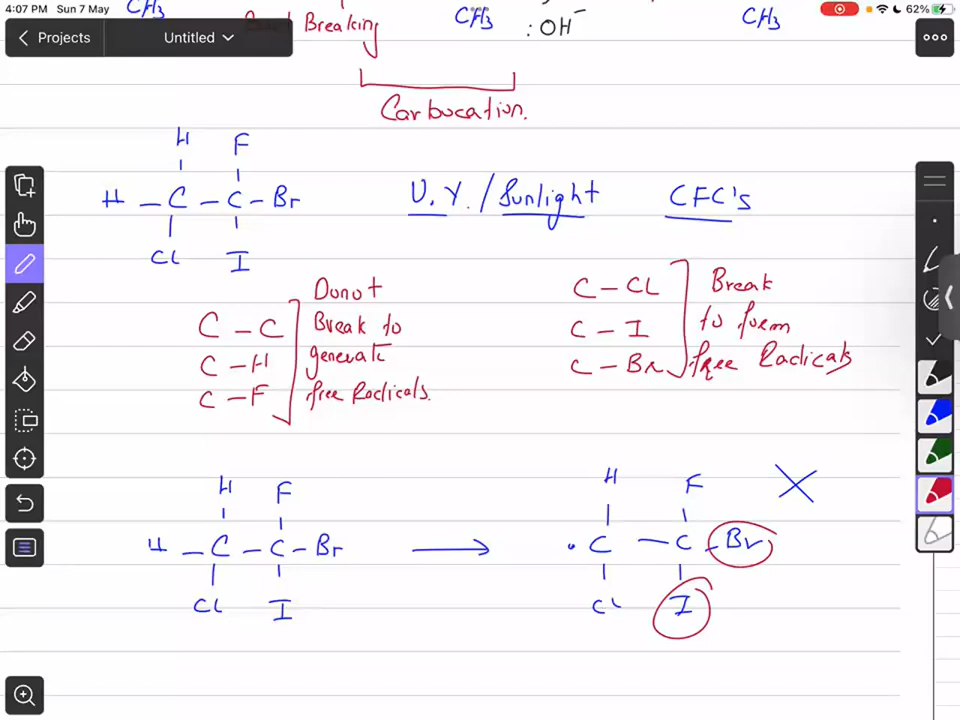 4:07 PM Sun 7 May
62%
CH3
Breaking
CH3
:OH-
CH3
Projects
Untitled
Carbocation.
H F
H - C - C - Br
Cl I
U.V./Sunlight
CFC's
Donot
Break to
generate
free Radicals.
C - C
C - H
C - F
C - CL
C - I
C - Br
Break
to form
free Radicals
H F
H - C - C - Br
CL I
→
H F
• C - C - Br
CL I
X